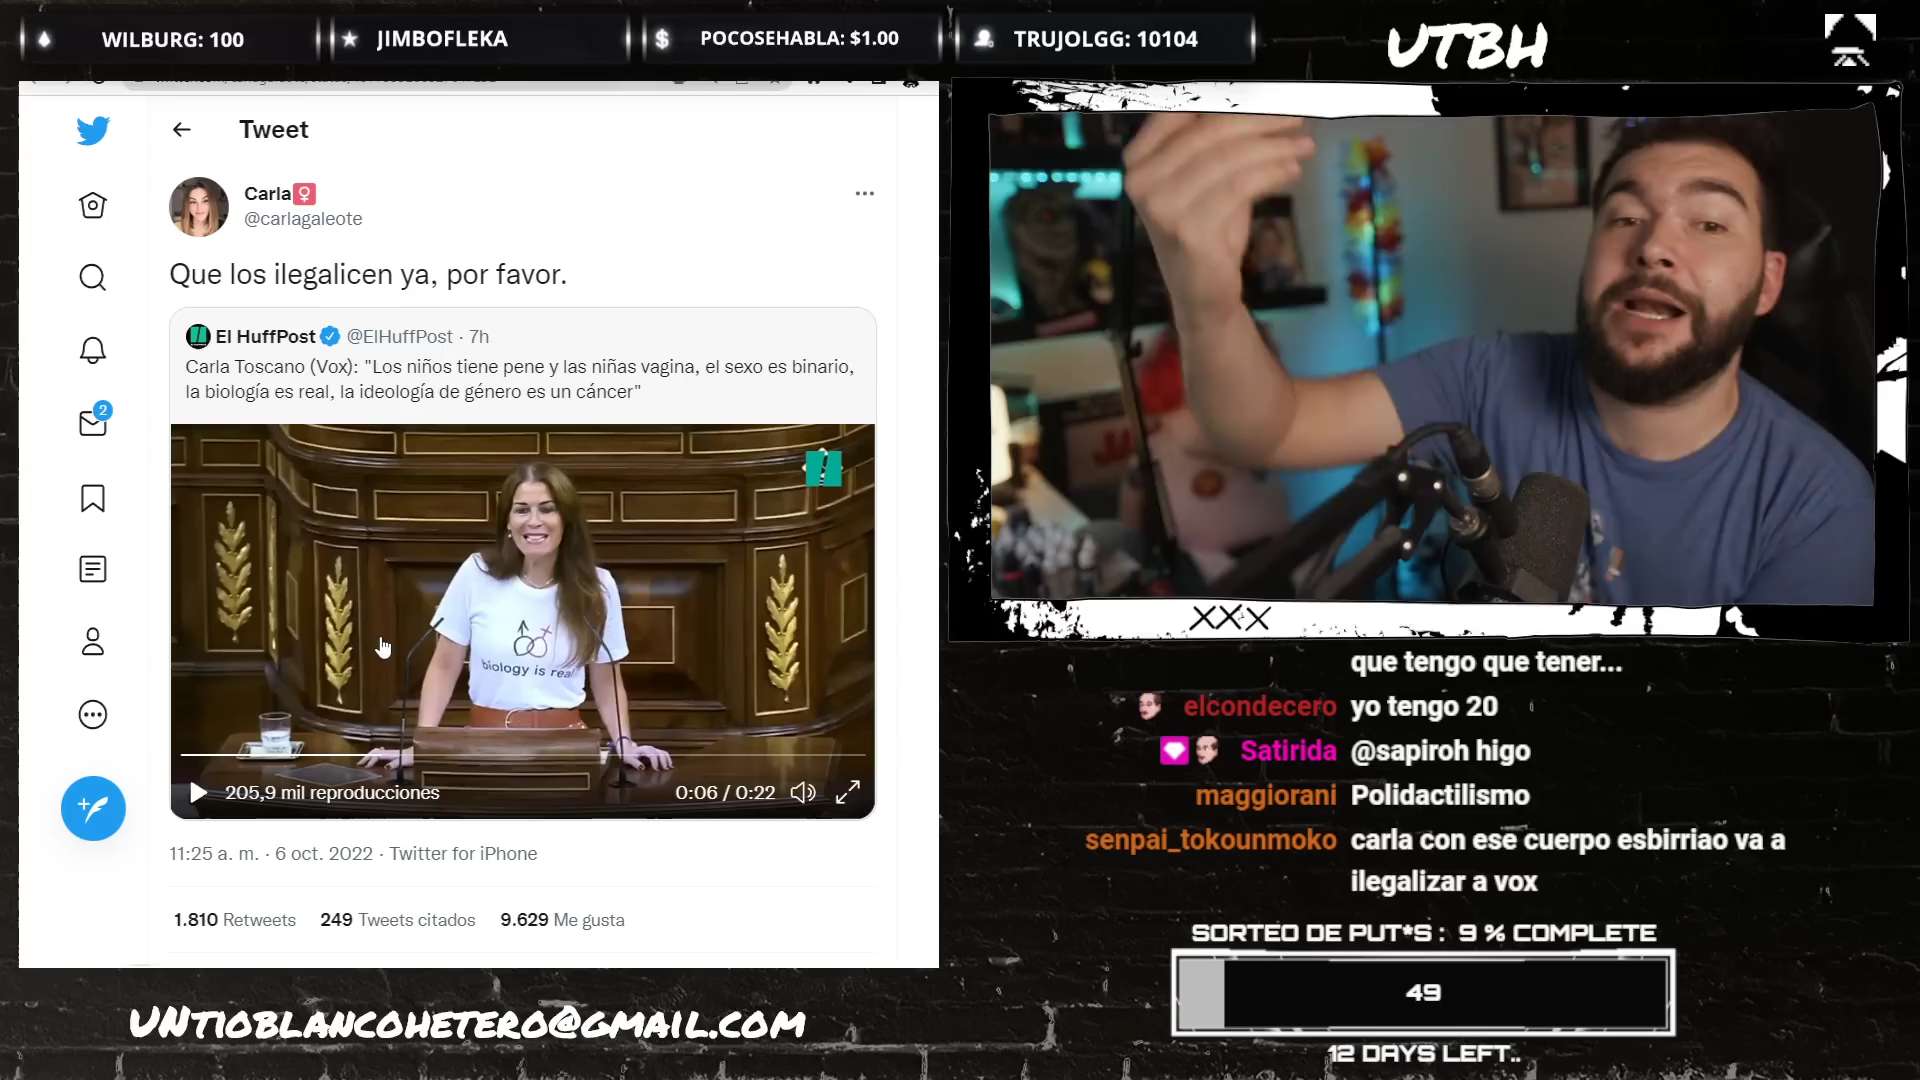 WILBURG: 100
JIMBOFLEKA
POCOSEHABLA: $1.00
TRUJOLGG: 10104
UTBH
Tweet
Carla
@carlagaleote
Que los ilegalicen ya, por favor.
El HuffPost @ElHuffPost · 7h
Carla Toscano (Vox): "Los niños tiene pene y las niñas vagina, el sexo es binario,
la biología es real, la ideología de género es un cáncer"
2
biology is real
205,9 mil reproducciones
0:06 / 0:22
11:25 a. m. · 6 oct. 2022 · Twitter for iPhone
1.810 Retweets 249 Tweets citados 9.629 Me gusta
UNTIOBLANCOHETERO@GMAIL.COM
XXX
que tengo que tener...
elcondecero yo tengo 20
Satirida @sapiroh higo
maggiorani Polidactilismo
senpai_tokounmoko carla con ese cuerpo esbirriao va a
ilegalizar a vox
SORTEO DE PUT*S : 9 % COMPLETE
49
12 DAYS LEFT..